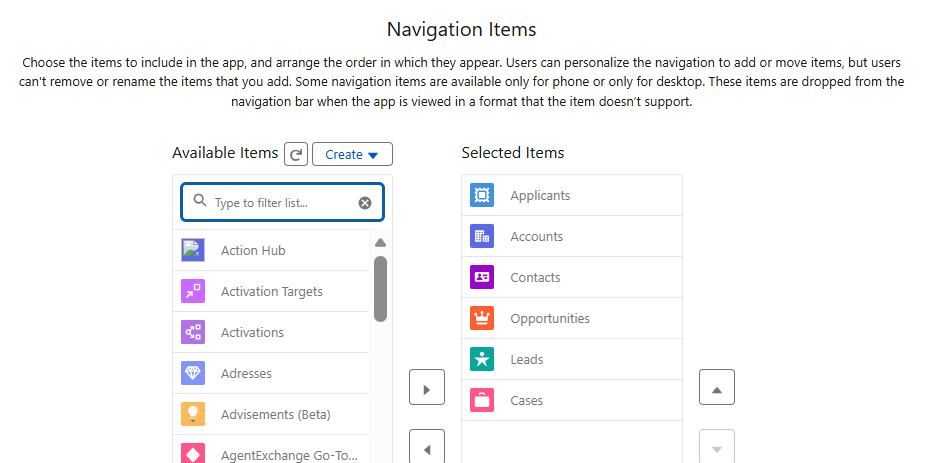 Navigation Items
Choose the items to include in the app, and arrange the order in which they appear. Users can personalize the navigation to add or move items, but users
can't remove or rename the items that you add. Some navigation items are available only for phone or only for desktop. These items are dropped from the
navigation bar when the app is viewed in a format that the item doesn't support.
Available Items
Create
Selected Items
Type to filter list...
Action Hub
Activation Targets
Activations
Adresses
Advisements (Beta)
AgentExchange Go-To...
Applicants
Accounts
Contacts
Opportunities
Leads
Cases